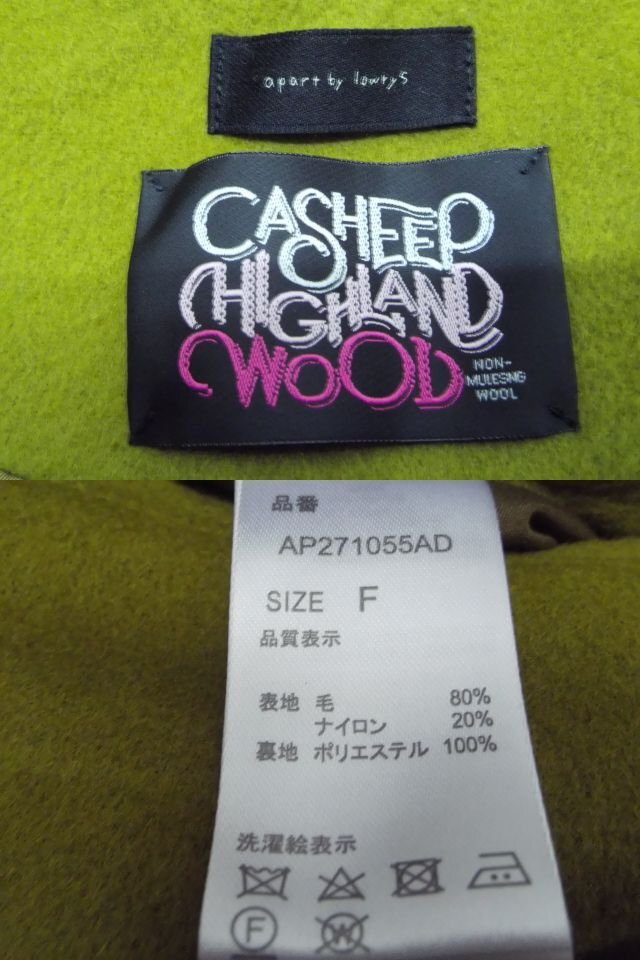 apart by lowrys
CASHEEP
HIGHLAND
WOOD
NON-
MULESNG
WOOL
品番
AP271055AD
SIZE F
品質表示
表地 毛 80%
ナイロン 20%
裏地 ポリエステル 100%
洗濯絵表示
F W